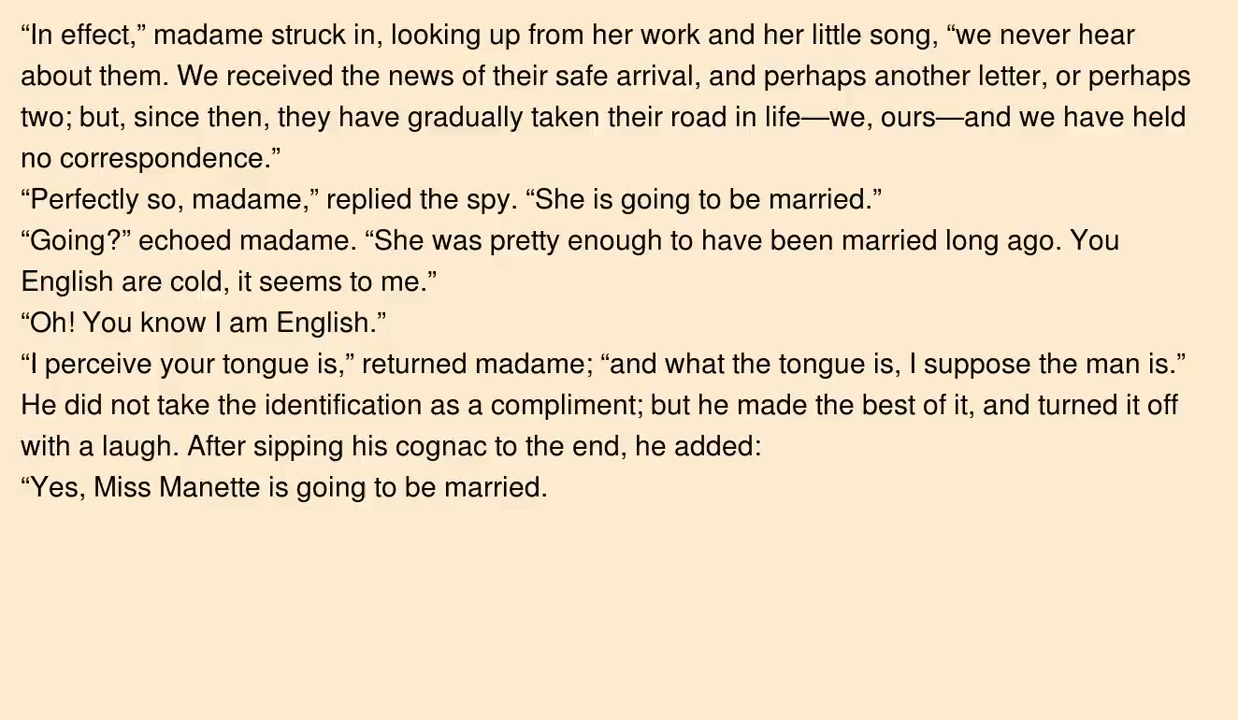 “In effect,” madame struck in, looking up from her work and her little song, “we never hear
about them. We received the news of their safe arrival, and perhaps another letter, or perhaps
two; but, since then, they have gradually taken their road in life—we, ours—and we have held
no correspondence.”
“Perfectly so, madame,” replied the spy. “She is going to be married.”
“Going?” echoed madame. “She was pretty enough to have been married long ago. You
English are cold, it seems to me.”
“Oh! You know I am English.”
“I perceive your tongue is,” returned madame; “and what the tongue is, I suppose the man is.”
He did not take the identification as a compliment; but he made the best of it, and turned it off
with a laugh. After sipping his cognac to the end, he added:
“Yes, Miss Manette is going to be married.